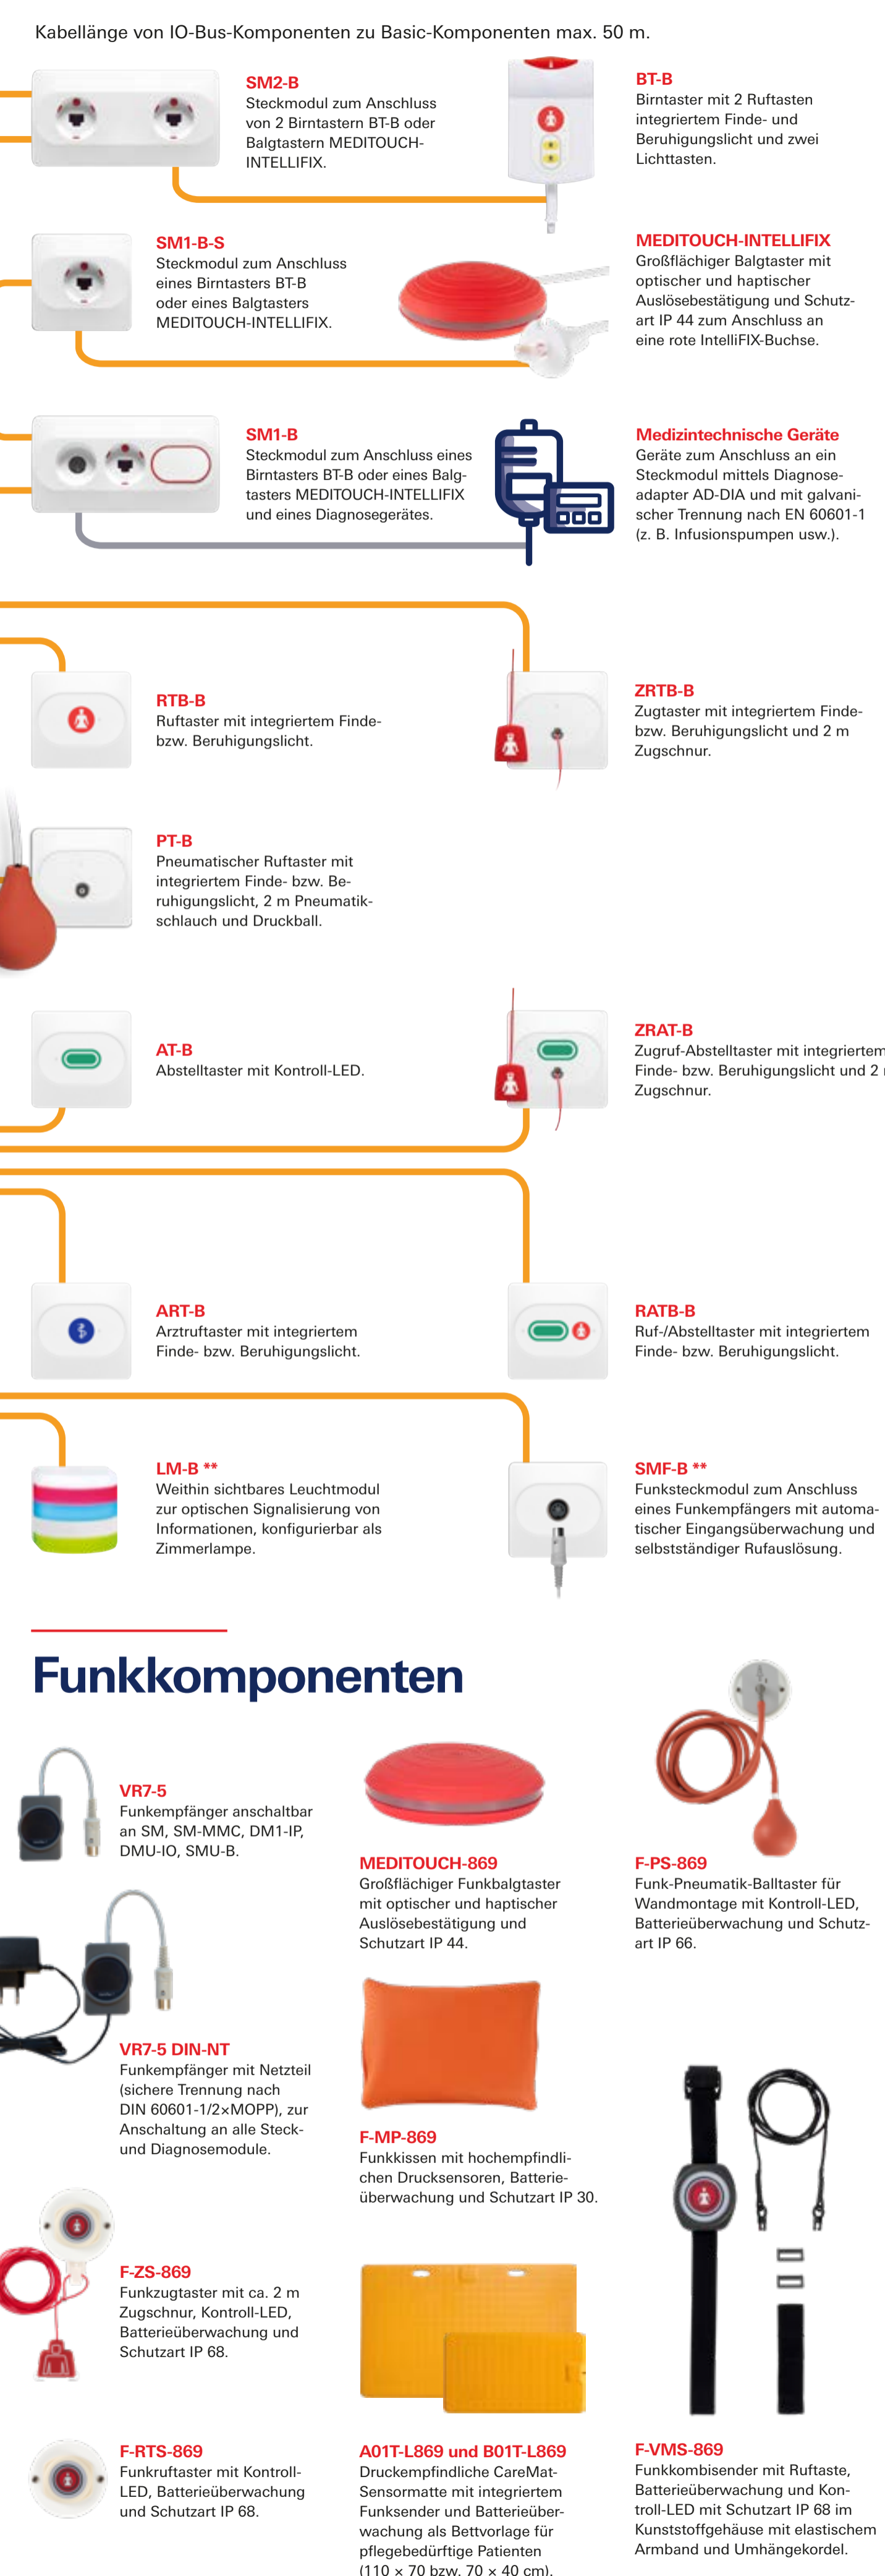 Kabellänge von IO-Bus-Komponenten zu Basic-Komponenten max. 50 m.
SM2-B
Steckmodul zum Anschluss
von 2 Birntastern BT-B oder
Balgtastern MEDITOUCH-
INTELLIFIX.
BT-B
Birntaster mit 2 Ruftasten
integriertem Finde- und
Beruhigungslicht und zwei
Lichttasten.
SM1-B-S
Steckmodul zum Anschluss
eines Birntasters BT-B
oder eines Balgtasters
MEDITOUCH-INTELLIFIX.
MEDITOUCH-INTELLIFIX
Großflächiger Balgtaster mit
optischer und haptischer
Auslösebestätigung und Schutz-
art IP 44 zum Anschluss an
eine rote IntelliFIX-Buchse.
SM1-B
Steckmodul zum Anschluss eines
Birntasters BT-B oder eines Balg-
tasters MEDITOUCH-INTELLIFIX
und eines Diagnosegerätes.
Medizintechnische Geräte
Geräte zum Anschluss an ein
Steckmodul mittels Diagnose-
adapter AD-DIA und mit galvani-
scher Trennung nach EN 60601-1
(z. B. Infusionspumpen usw.).
RTB-B
Ruftaster mit integriertem Finde-
bzw. Beruhigungslicht.
ZRTB-B
Zugtaster mit integriertem Finde-
bzw. Beruhigungslicht und 2 m
Zugschnur.
PT-B
Pneumatischer Ruftaster mit
integriertem Finde- bzw. Be-
ruhigungslicht, 2 m Pneumatik-
schlauch und Druckball.
AT-B
Abstelltaster mit Kontroll-LED.
ZRAT-B
Zugruf-Abstelltaster mit integriertem
Finde- bzw. Beruhigungslicht und 2
Zugschnur.
ART-B
Arztruftaster mit integriertem
Finde- bzw. Beruhigungslicht.
RATB-B
Ruf-/Abstelltaster mit integriertem
Finde- bzw. Beruhigungslicht.
LM-B **
Weithin sichtbares Leuchtmodul
zur optischen Signalisierung von
Informationen, konfigurierbar als
Zimmerlampe.
SMF-B **
Funksteckmodul zum Anschluss
eines Funkempfängers mit automa-
tischer Eingangsüberwachung und
selbstständiger Rufauslösung.
Funkkomponenten
VR7-5
Funkempfänger anschaltbar
an SM, SM-MMC, DM1-IP,
DMU-IO, SMU-B.
MEDITOUCH-869
Großflächiger Funkbalgtaster
mit optischer und haptischer
Auslösebestätigung und
Schutzart IP 44.
F-PS-869
Funk-Pneumatik-Balltaster für
Wandmontage mit Kontroll-LED,
Batterieüberwachung und Schutz-
art IP 66.
VR7-5 DIN-NT
Funkempfänger mit Netzteil
(sichere Trennung nach
DIN 60601-1/2×MOPP), zur
Anschaltung an alle Steck-
und Diagnosemodule.
F-MP-869
Funkkissen mit hochempfindli-
chen Drucksensoren, Batterie-
überwachung und Schutzart IP 30.
F-ZS-869
Funkzugtaster mit ca. 2 m
Zugschnur, Kontroll-LED,
Batterieüberwachung und
Schutzart IP 68.
F-RTS-869
Funkruftaster mit Kontroll-
LED, Batterieüberwachung
und Schutzart IP 68.
A01T-L869 und B01T-L869
Druckempfindliche CareMat-
Sensormatte mit integriertem
Funksender und Batterieüber-
wachung als Bettvorlage für
pflegebedürftige Patienten
(110 × 70 bzw. 70 × 40 cm).
F-VMS-869
Funkkombisender mit Ruftaste,
Batterieüberwachung und Kon-
troll-LED mit Schutzart IP 68 im
Kunststoffgehäuse mit elastischem
Armband und Umhängekordel.